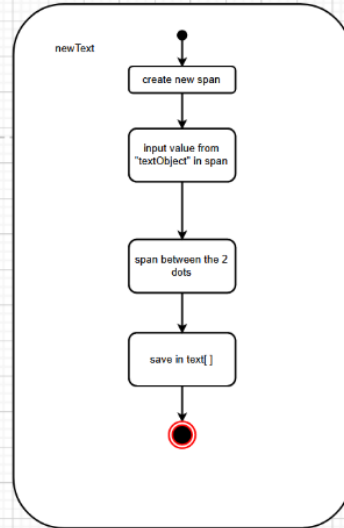 newText
create new span
input value from
"textObject" in span
span between the 2
dots
save in text[ ]